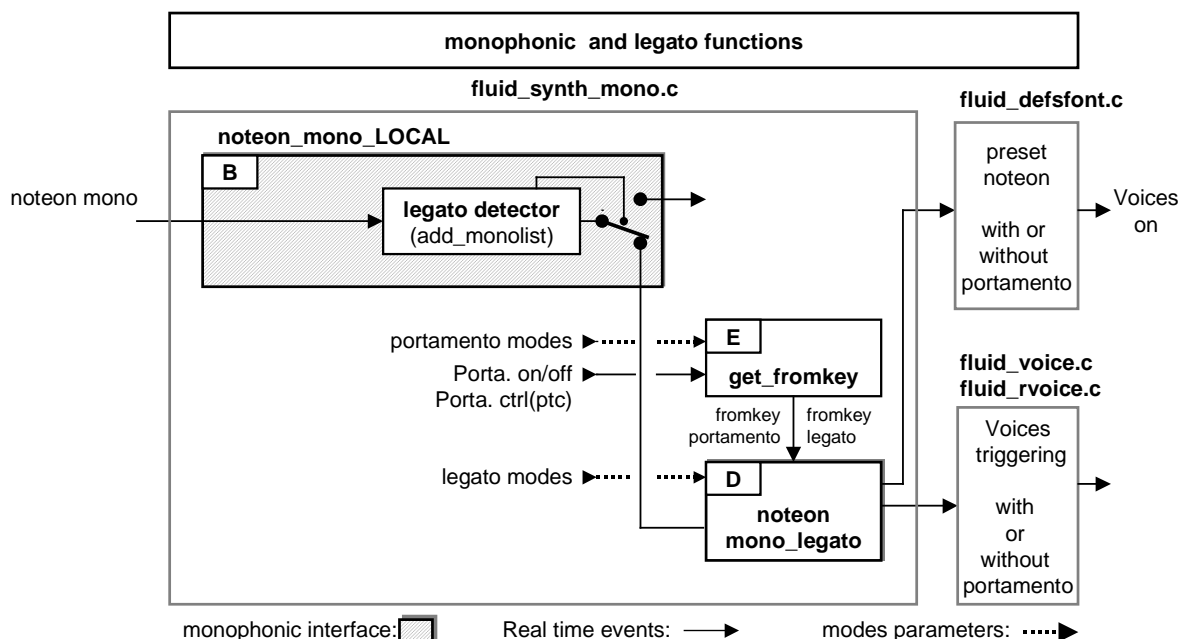 monophonic and legato functions
fluid_synth_mono.c
fluid_defsfont.c
noteon_mono_LOCAL
B
noteon mono
legato detector
(add_monolist)
preset
noteon
with or
without
portamento
Voices
on
portamento modes
E
Porta. on/off
Porta. ctrl(ptc)
get_fromkey
fluid_voice.c
fluid_rvoice.c
fromkey
portamento
fromkey
legato
legato modes
D
noteon
mono_legato
Voices
triggering
with
or
without
portamento
monophonic interface:
Real time events:
modes parameters: